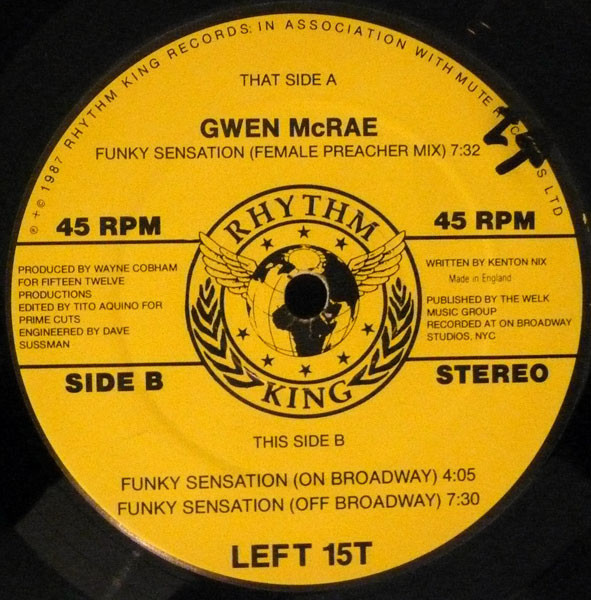 ℗ + © 1987 RHYTHM KING RECORDS: IN ASSOCIATION WITH MUTE RECORDS LTD
THAT SIDE A
GWEN McRAE
FUNKY SENSATION (FEMALE PREACHER MIX) 7:32
45 RPM
45 RPM
RHYTHM
KING
PRODUCED BY WAYNE COBHAM
FOR FIFTEEN TWELVE
PRODUCTIONS
EDITED BY TITO AQUINO FOR
PRIME CUTS
ENGINEERED BY DAVE
SUSSMAN
WRITTEN BY KENTON NIX
Made in England
PUBLISHED BY THE WELK
MUSIC GROUP
RECORDED AT ON BROADWAY
STUDIOS, NYC
SIDE B
STEREO
THIS SIDE B
FUNKY SENSATION (ON BROADWAY) 4:05
FUNKY SENSATION (OFF BROADWAY) 7:30
LEFT 15T